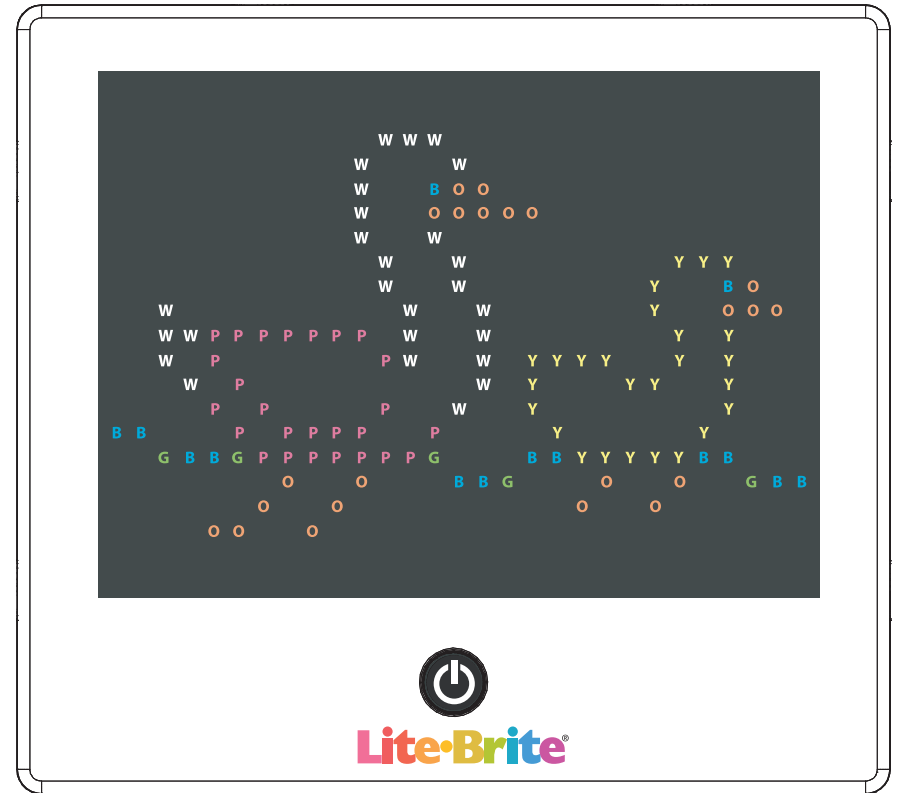 W W W
W W
W B O O
W O O O O O
W W
W W Y Y Y
W W Y B O
W W W Y O O O
W W P P P P P P P W W Y Y
W P P W W Y Y Y Y Y Y
W P W Y Y Y Y
P P P W Y Y
B B P P P P P P Y Y
G B B G P P P P P P P G B B Y Y Y Y Y B B
O O B B G O O G B B
O O O O
O O O
Lite•Brite®